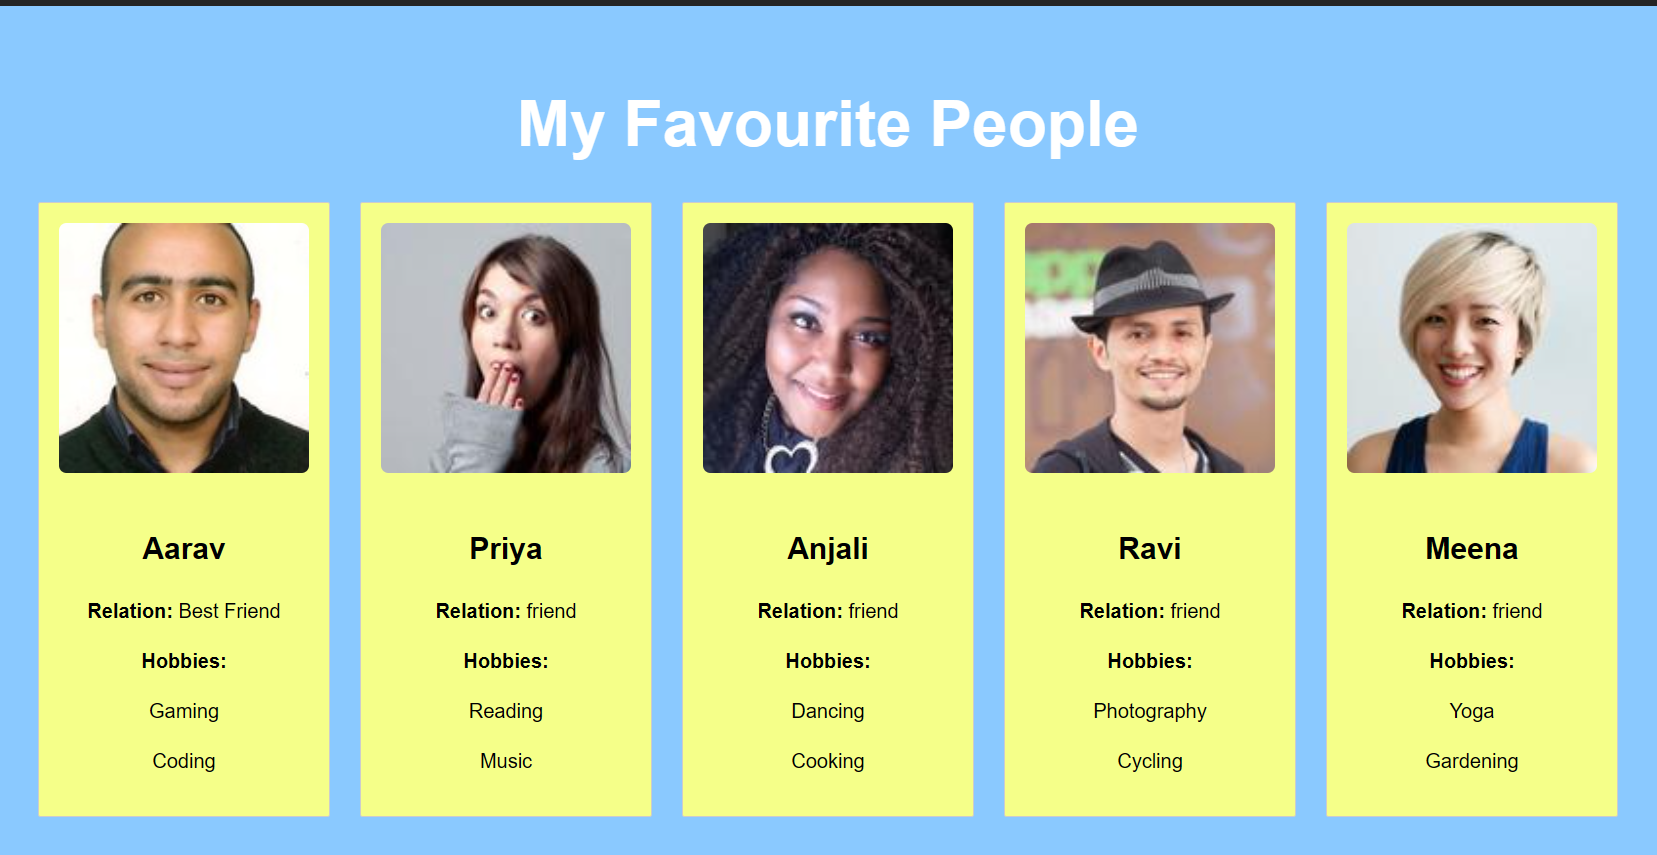 My Favourite People
Aarav
Relation: Best Friend
Hobbies:
Gaming
Coding
Priya
Relation: friend
Hobbies:
Reading
Music
Anjali
Relation: friend
Hobbies:
Dancing
Cooking
Ravi
Relation: friend
Hobbies:
Photography
Cycling
Meena
Relation: friend
Hobbies:
Yoga
Gardening